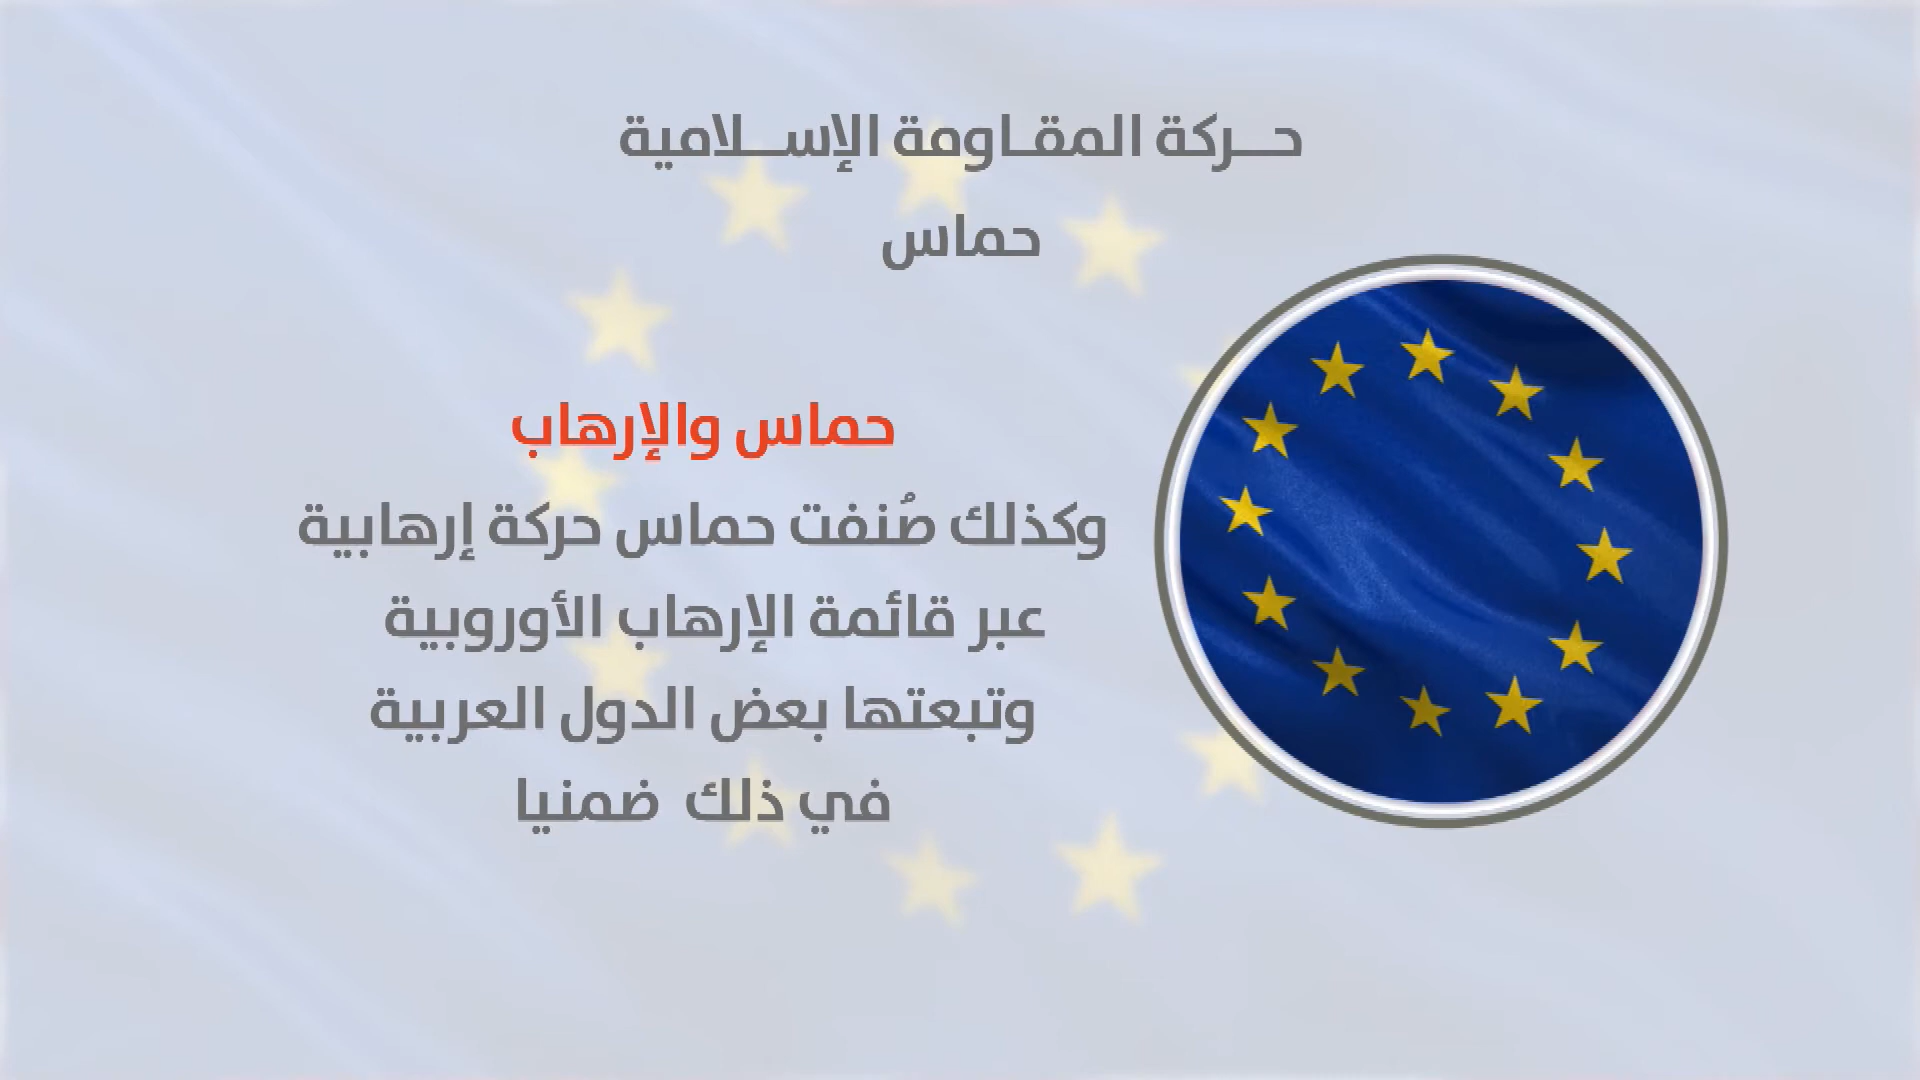 حـــركة المقـاومة الإســـلامية
حماس
حماس والإرهاب
وكذلك صُنفت حماس حركة إرهابية
عبر قائمة الإرهاب الأوروبية
وتبعتها بعض الدول العربية
في ذلك ضمنيا